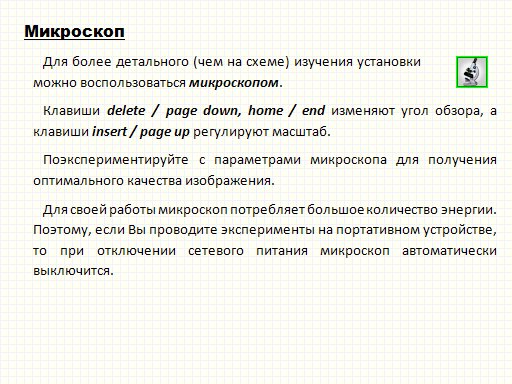 Микроскоп
Для более детального (чем на схеме) изучения установки
можно воспользоваться микроскопом.
Клавиши delete / page down, home / end изменяют угол обзора, а
клавиши insert / page up регулируют масштаб.
Поэкспериментируйте с параметрами микроскопа для получения
оптимального качества изображения.
Для своей работы микроскоп потребляет большое количество энергии.
Поэтому, если Вы проводите эксперименты на портативном устройстве,
то при отключении сетевого питания микроскоп автоматически
выключится.